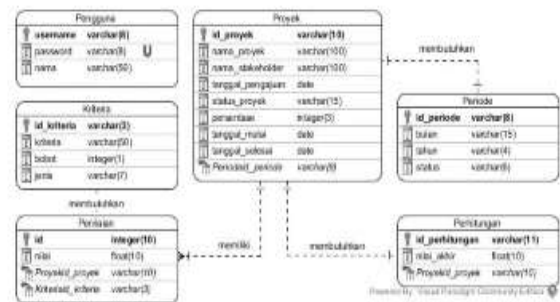 Pengguna
username varchar(8)
password varchar(8) U
nama varchar(50)
Kriteria
id_kriteria varchar(3)
kriteria varchar(50)
bobot integer(1)
jenis varchar(7)
membutuhkan
Penilaian
id integer(10)
nilai float(10)
Proyekid_proyek varchar(10)
Kriteriaid_kriteria varchar(3)
Proyek
id_proyek varchar(10)
nama_proyek varchar(100)
nama_stakeholder varchar(100)
tanggal_pengajuan date
status_proyek varchar(15)
persentase integer(3)
tanggal_mulai date
tanggal_selesai date
Periodeid_periode varchar(8)
membutuhkan
Periode
id_periode varchar(8)
bulan varchar(15)
tahun varchar(4)
status varchar(5)
memiliki
membutuhkan
Perhitungan
id_perhitungan varchar(11)
nilai_akhir float(10)
Proyekid_proyek varchar(10)
Powered By Visual Paradigm Community Edition